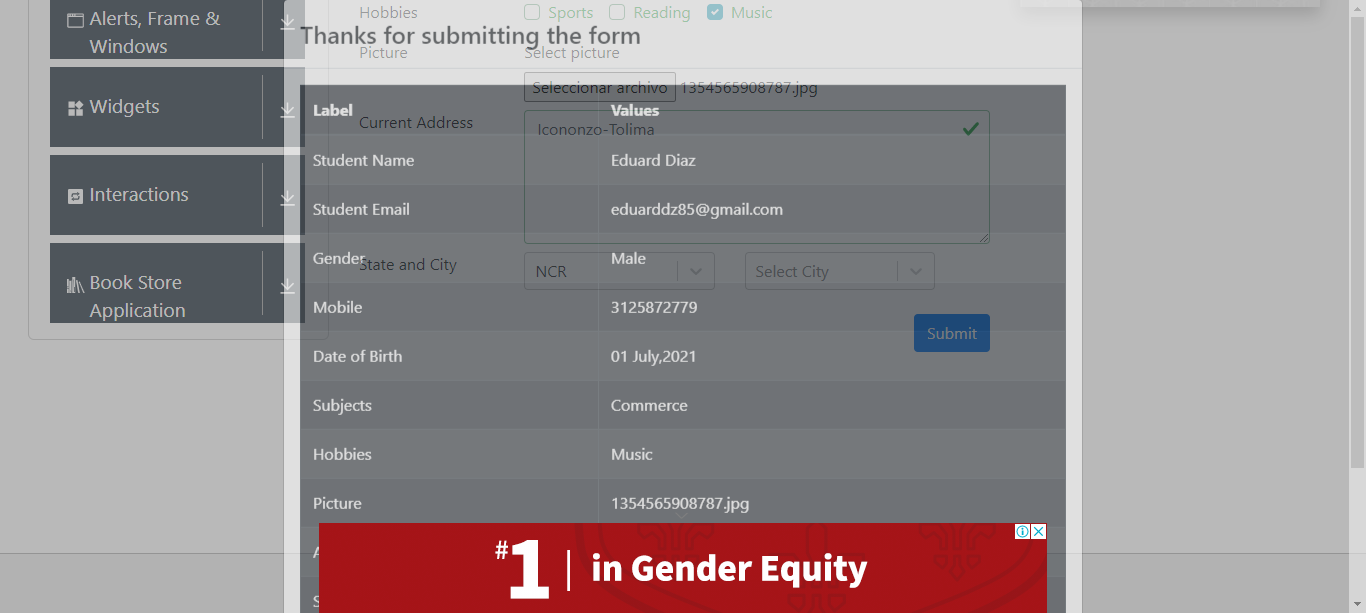 Alerts, Frame &
Windows
Widgets
Interactions
Book Store
Application
Hobbies
Sports Reading Music
Thanks for submitting the form
Picture
Select picture
Seleccionar archivo 1354565908787.jpg
Label Values
Current Address
Icononzo-Tolima
Student Name Eduard Diaz
Student Email eduarddz85@gmail.com
Gender Male
State and City
NCR
Select City
Mobile 3125872779
Submit
Date of Birth 01 July,2021
Subjects Commerce
Hobbies Music
Picture 1354565908787.jpg
#1 in Gender Equity